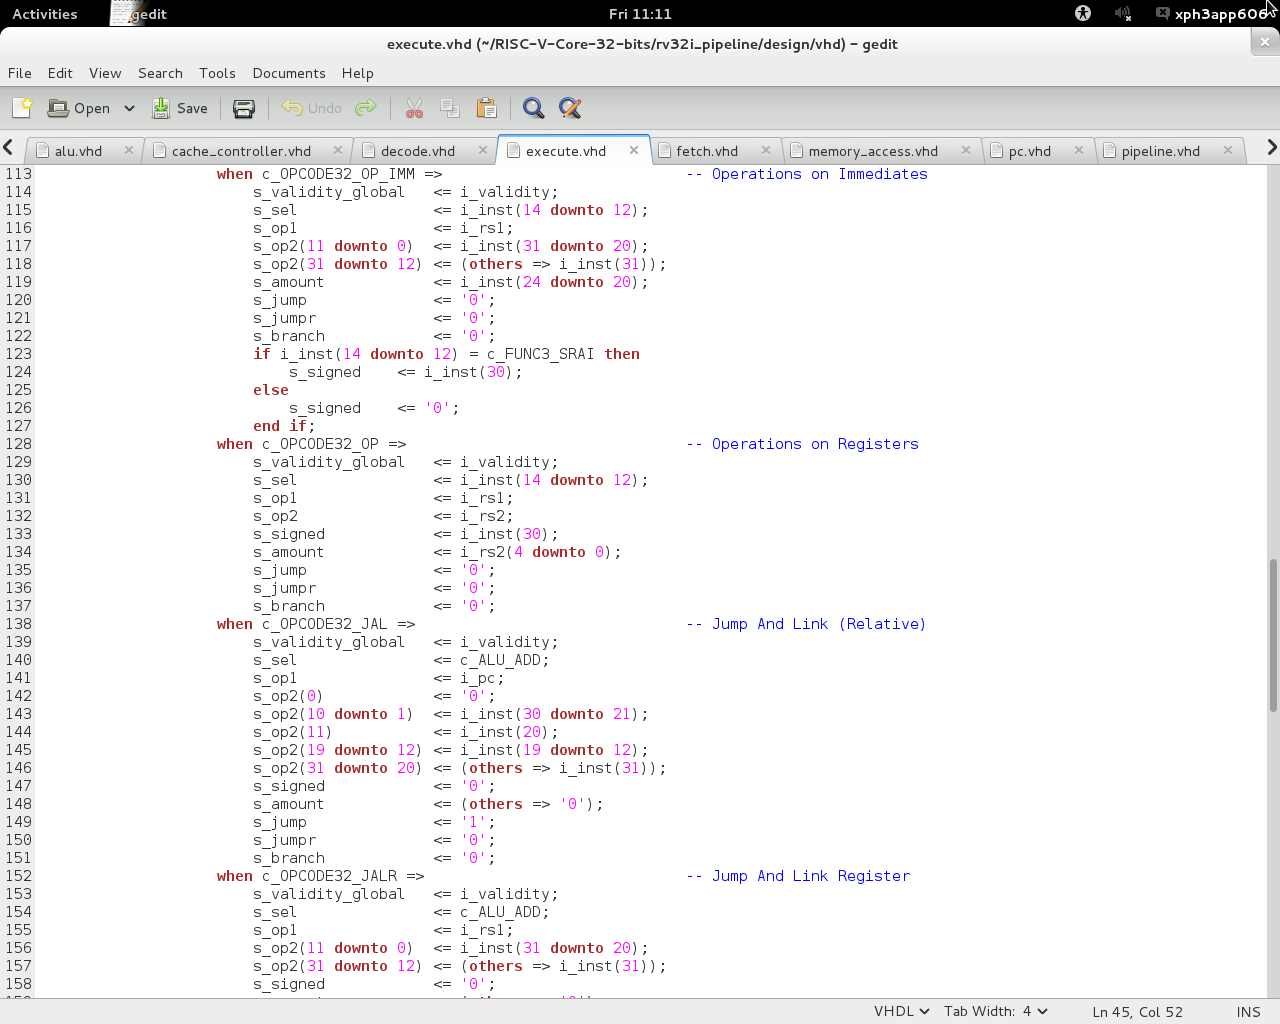 Activities gedit Fri 11:11 xph3app606
execute.vhd (~/RISC-V-Core-32-bits/rv32i_pipeline/design/vhd) - gedit
File Edit View Search Tools Documents Help
Open Save Undo
alu.vhd cache_controller.vhd decode.vhd execute.vhd fetch.vhd memory_access.vhd pc.vhd pipeline.vhd
113 when c_OPCODE32_OP_IMM => -- Operations on Immediates
114 s_validity_global <= i_validity;
115 s_sel <= i_inst(14 downto 12);
116 s_op1 <= i_rs1;
117 s_op2(11 downto 0) <= i_inst(31 downto 20);
118 s_op2(31 downto 12) <= (others => i_inst(31));
119 s_amount <= i_inst(24 downto 20);
120 s_jump <= '0';
121 s_jumpr <= '0';
122 s_branch <= '0';
123 if i_inst(14 downto 12) = c_FUNC3_SRAI then
124 s_signed <= i_inst(30);
125 else
126 s_signed <= '0';
127 end if;
128 when c_OPCODE32_OP => -- Operations on Registers
129 s_validity_global <= i_validity;
130 s_sel <= i_inst(14 downto 12);
131 s_op1 <= i_rs1;
132 s_op2 <= i_rs2;
133 s_signed <= i_inst(30);
134 s_amount <= i_rs2(4 downto 0);
135 s_jump <= '0';
136 s_jumpr <= '0';
137 s_branch <= '0';
138 when c_OPCODE32_JAL => -- Jump And Link (Relative)
139 s_validity_global <= i_validity;
140 s_sel <= c_ALU_ADD;
141 s_op1 <= i_pc;
142 s_op2(0) <= '0';
143 s_op2(10 downto 1) <= i_inst(30 downto 21);
144 s_op2(11) <= i_inst(20);
145 s_op2(19 downto 12) <= i_inst(19 downto 12);
146 s_op2(31 downto 20) <= (others => i_inst(31));
147 s_signed <= '0';
148 s_amount <= (others => '0');
149 s_jump <= '1';
150 s_jumpr <= '0';
151 s_branch <= '0';
152 when c_OPCODE32_JALR => -- Jump And Link Register
153 s_validity_global <= i_validity;
154 s_sel <= c_ALU_ADD;
155 s_op1 <= i_rs1;
156 s_op2(11 downto 0) <= i_inst(31 downto 20);
157 s_op2(31 downto 12) <= (others => i_inst(31));
158 s_signed <= '0';
VHDL Tab Width: 4 Ln 45, Col 52 INS